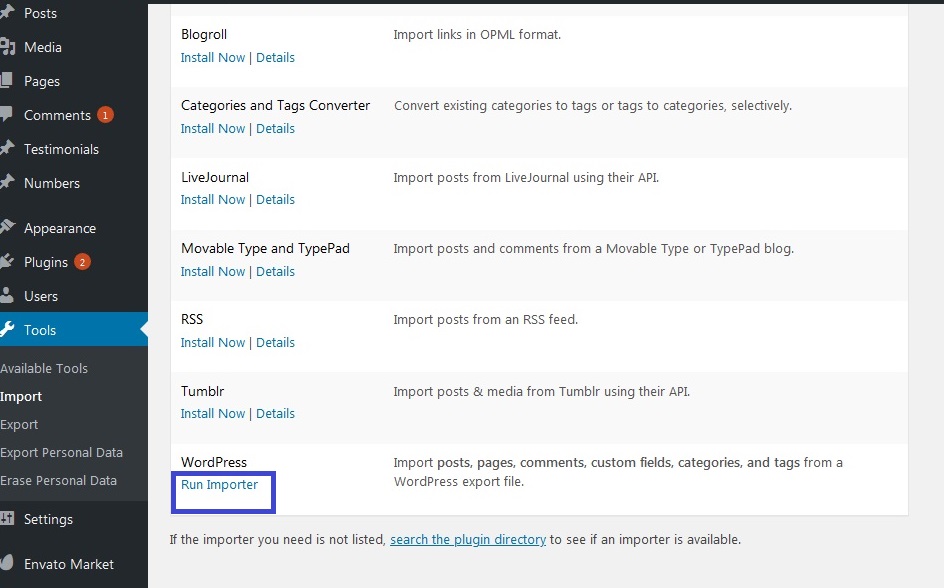 Posts
Media
Pages
Comments 1
Testimonials
Numbers
Appearance
Plugins 2
Users
Tools
Available Tools
Import
Export
Export Personal Data
Erase Personal Data
Settings
Envato Market
Blogroll
Import links in OPML format.
Install Now | Details
Categories and Tags Converter
Convert existing categories to tags or tags to categories, selectively.
Install Now | Details
LiveJournal
Import posts from LiveJournal using their API.
Install Now | Details
Movable Type and TypePad
Import posts and comments from a Movable Type or TypePad blog.
Install Now | Details
RSS
Import posts from an RSS feed.
Install Now | Details
Tumblr
Import posts & media from Tumblr using their API.
Install Now | Details
WordPress
Run Importer
Import posts, pages, comments, custom fields, categories, and tags from a
WordPress export file.
If the importer you need is not listed, search the plugin directory to see if an importer is available.